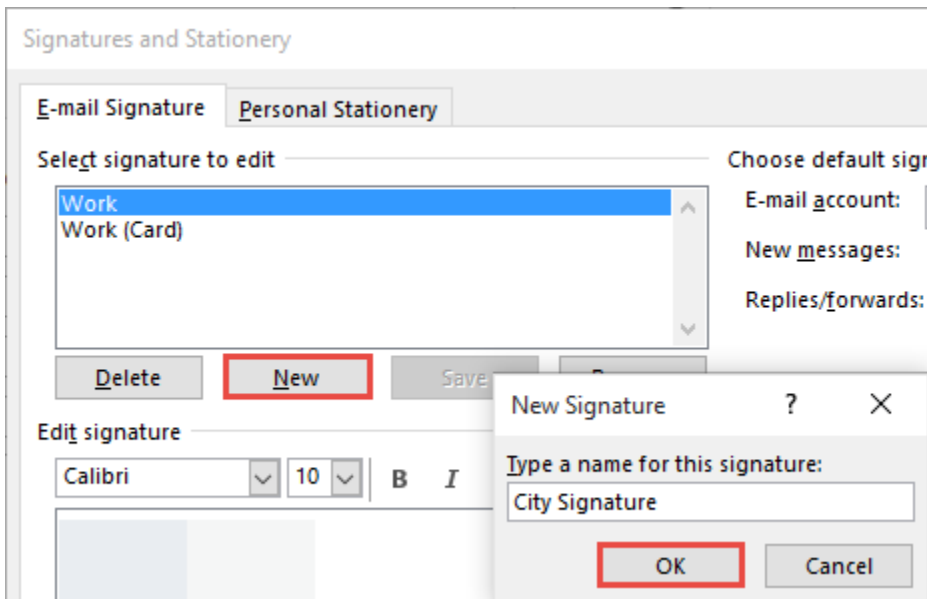 Signatures and Stationery
E-mail Signature
Personal Stationery
Select signature to edit
Choose default
Work
Work (Card)
E-mail account:
New messages:
Replies/forwards:
Delete
New
Save
New Signature
?
Edit signature
Type a name for this signature:
Calibri
10
B
I
City Signature
OK
Cancel